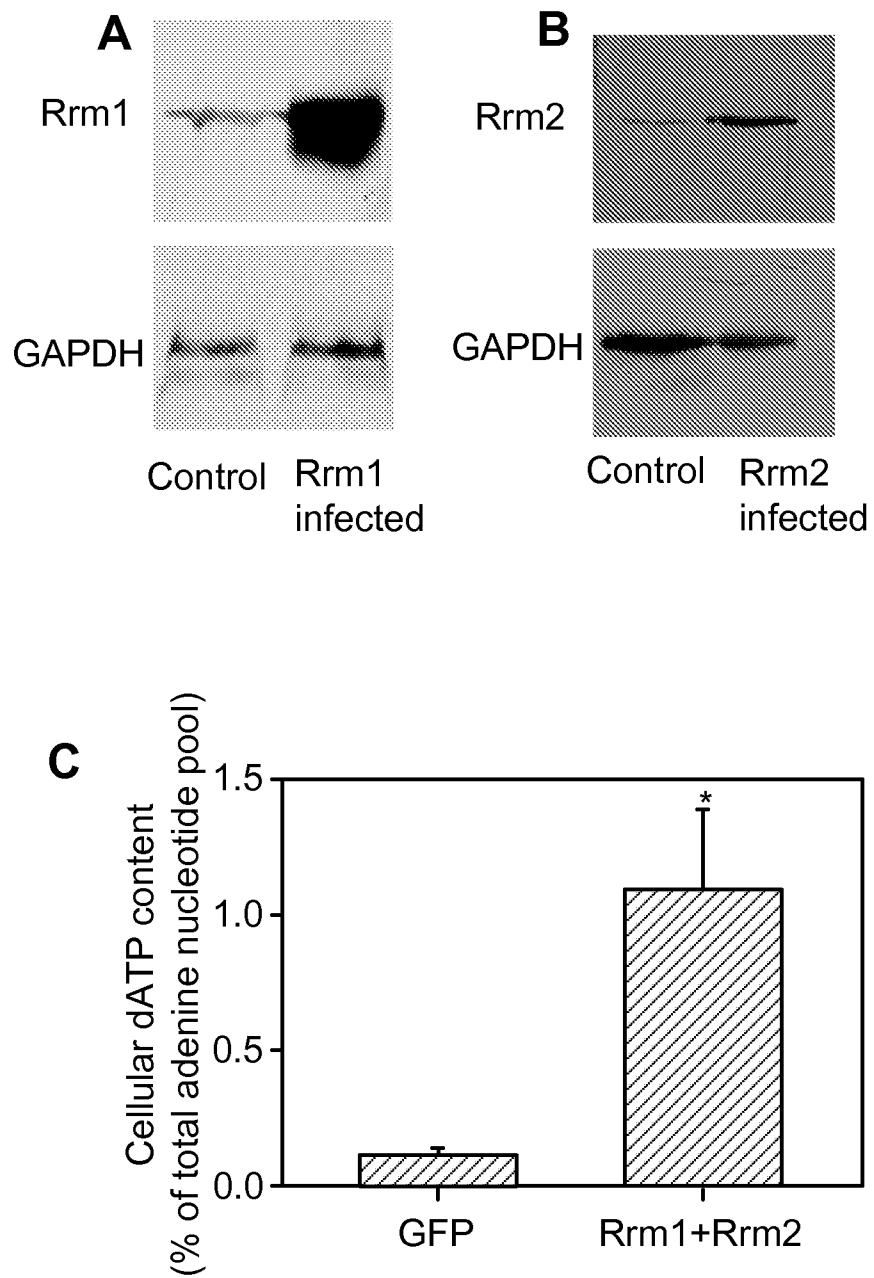 A
Rrm1
GAPDH
Control
Rrm1
infected
B
Rrm2
GAPDH
Control
Rrm2
infected
C
Cellular dATP content
(% of total adenine nucleotide pool)
1.5
1.0
0.5
0.0
*
GFP
Rrm1+Rrm2